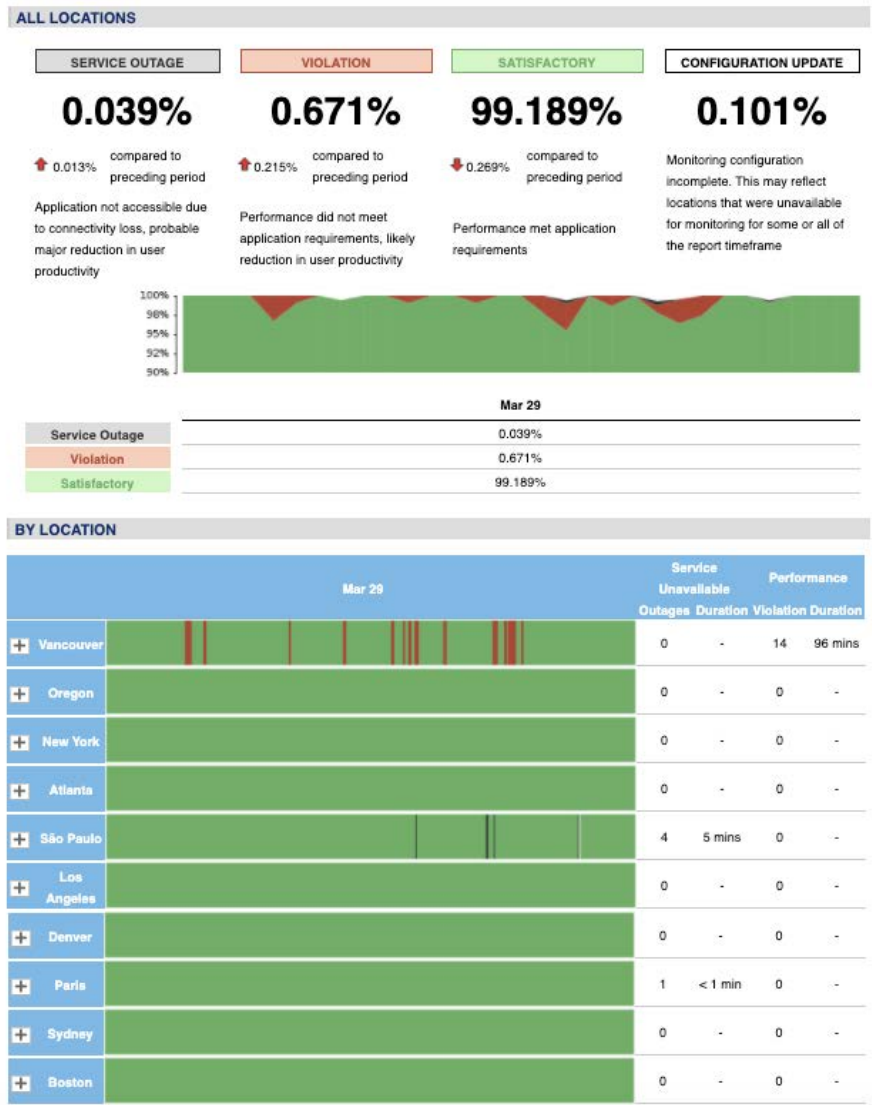 ALL LOCATIONS
SERVICE OUTAGE
0.039%
0.013%
compared to
preceding period
Application not accessible due
to connectivity loss, probable
major reduction in user
productivity
VIOLATION
0.671%
0.215%
compared to
preceding period
Performance did not meet
application requirements, likely
reduction in user productivity
SATISFACTORY
99.189%
0.269%
compared to
preceding period
Performance met application
requirements
CONFIGURATION UPDATE
0.101%
Monitoring configuration
incomplete. This may reflect
locations that were unavailable
for monitoring for some or all of
the report timeframe
100%
98%
95%
92%
90%
Mar 29
Service Outage 0.039%
Violation 0.671%
Satisfactory 99.189%
BY LOCATION
Mar 29
Service
Unavailable
Performance
Outages Duration Violation Duration
Vancouver 0 - 14 96 mins
Oregon 0 - 0 -
New York 0 - 0 -
Atlanta 0 - 0 -
São Paulo 4 5 mins 0 -
Los
Angeles
0 - 0 -
Denver 0 - 0 -
Paris 1 < 1 min 0 -
Sydney 0 - 0 -
Boston 0 - 0 -